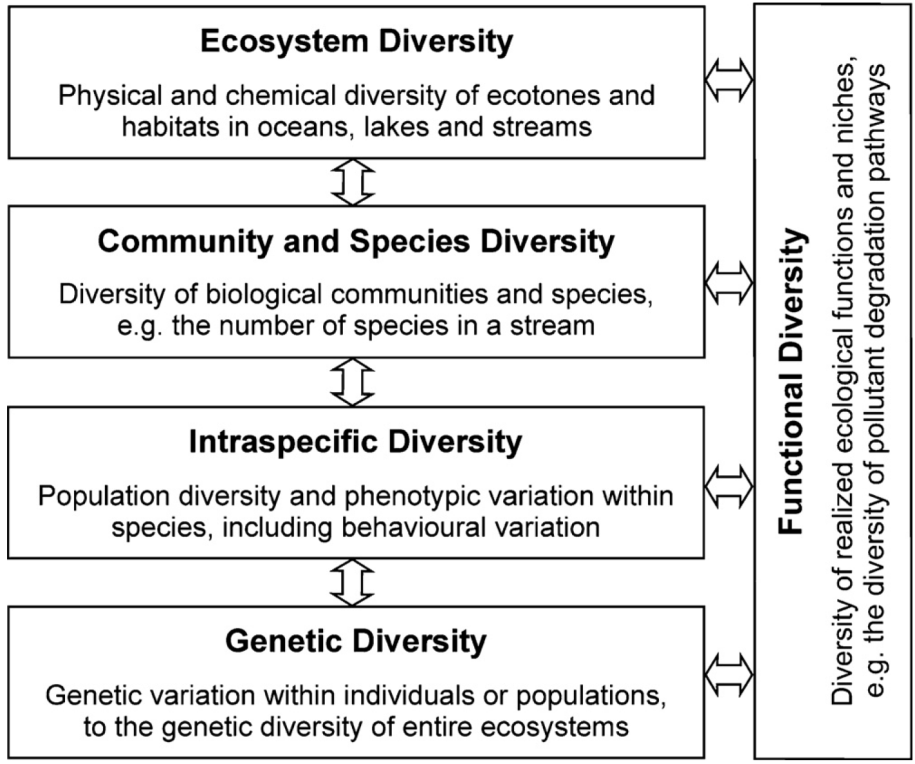 Ecosystem Diversity
Physical and chemical diversity of ecotones and
habitats in oceans, lakes and streams
Community and Species Diversity
Diversity of biological communities and species,
e.g. the number of species in a stream
Intraspecific Diversity
Population diversity and phenotypic variation within
species, including behavioural variation
Genetic Diversity
Genetic variation within individuals or populations,
to the genetic diversity of entire ecosystems
Functional Diversity
Diversity of realized ecological functions and niches,
e.g. the diversity of pollutant degradation pathways